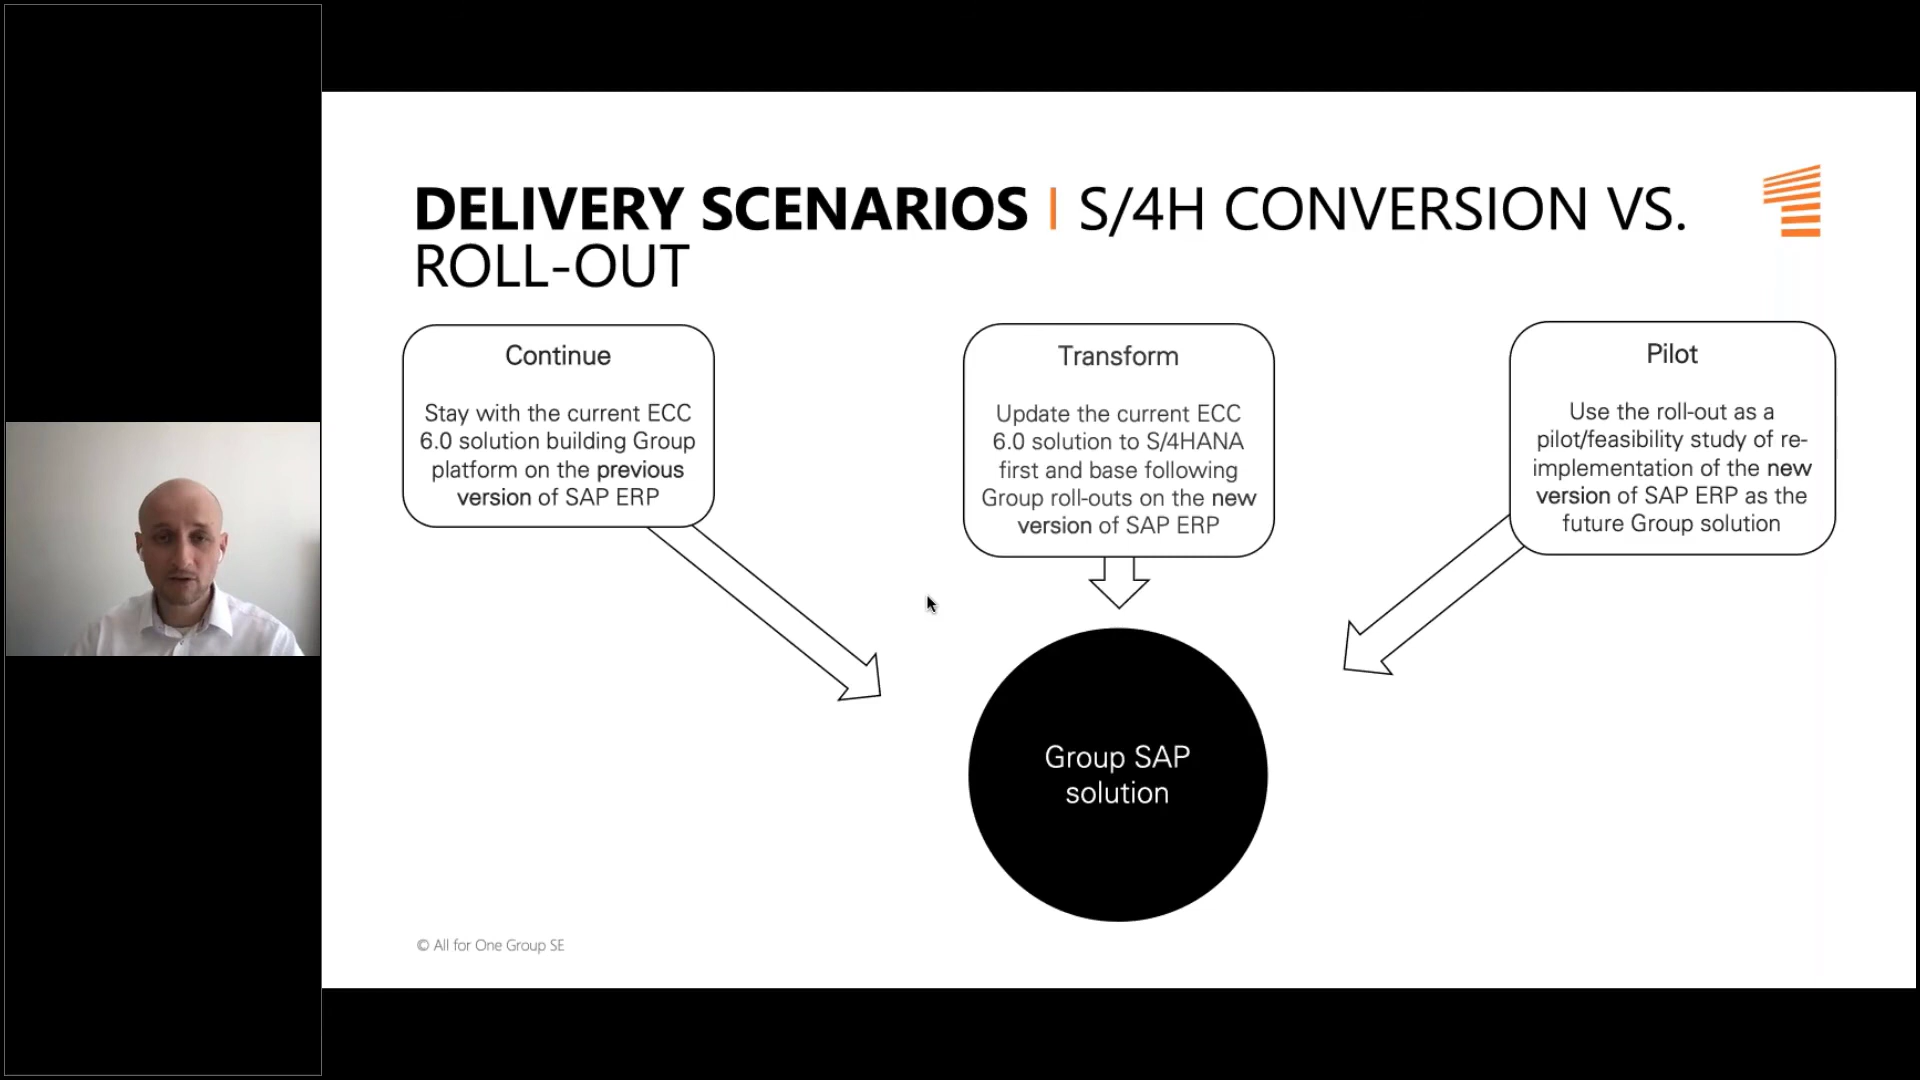 DELIVERY SCENARIOS | S/4H CONVERSION VS.
ROLL-OUT
Continue
Stay with the current ECC
6.0 solution building Group
platform on the previous
version of SAP ERP
Transform
Update the current ECC
6.0 solution to S/4HANA
first and base following
Group roll-outs on the new
version of SAP ERP
Pilot
Use the roll-out as a
pilot/feasibility study of re-
implementation of the new
version of SAP ERP as the
future Group solution
Group SAP
solution
© All for One Group SE